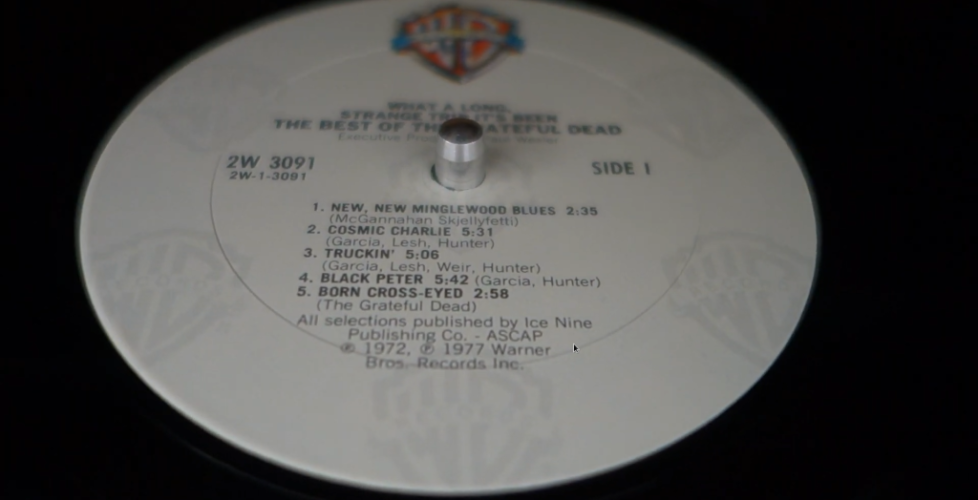 WHAT A LONG,
STRANGE TRIP IT'S BEEN
THE BEST OF THE GRATEFUL DEAD
Executive Producer
2W 3091
2W-1-3091
SIDE 1
1. NEW, NEW MINGLEWOOD BLUES 2:35
(McGannahan Skjellyfetti)
2. COSMIC CHARLIE 5:31
(Garcia, Lesh, Hunter)
3. TRUCKIN' 5:06
(Garcia, Lesh, Weir, Hunter)
4. BLACK PETER 5:42 (Garcia, Hunter)
5. BORN CROSS-EYED 2:58
(The Grateful Dead)
All selections published by Ice Nine
Publishing Co. - ASCAP
℗ 1972, ℗ 1977 Warner
Bros. Records Inc.